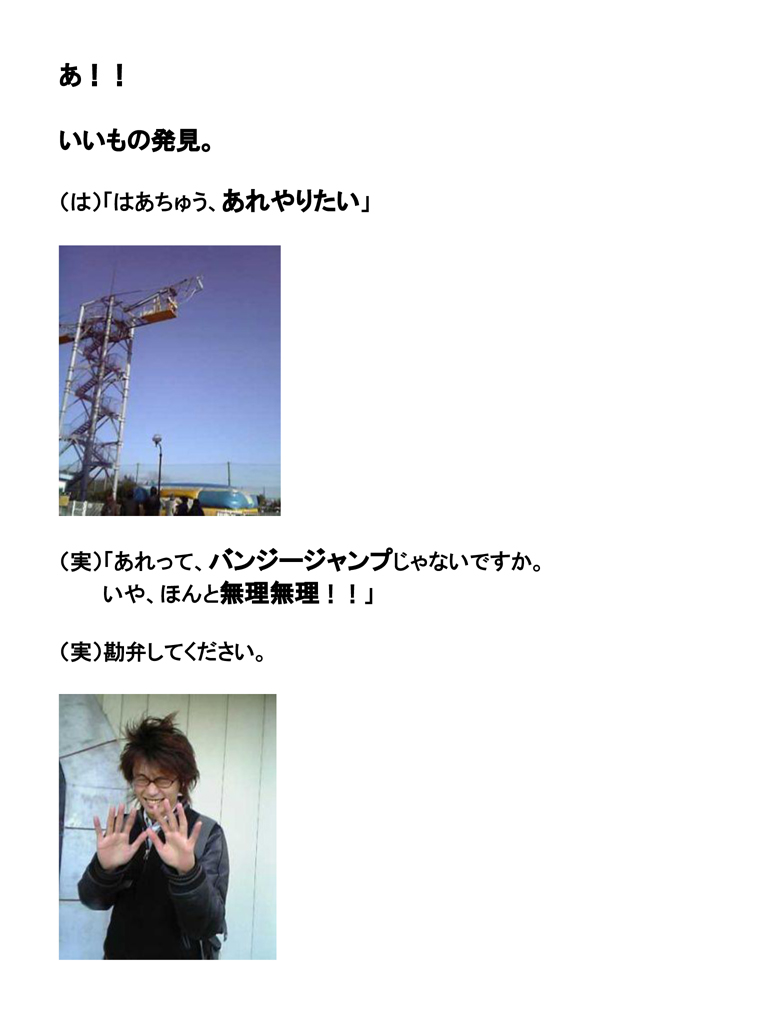 あ！！
いいもの発見。
（は）「はあちゅう、あれやりたい」
（実）「あれって、バンジージャンプじゃないですか。
いや、ほんと無理無理！！」
（実）勘弁してください。